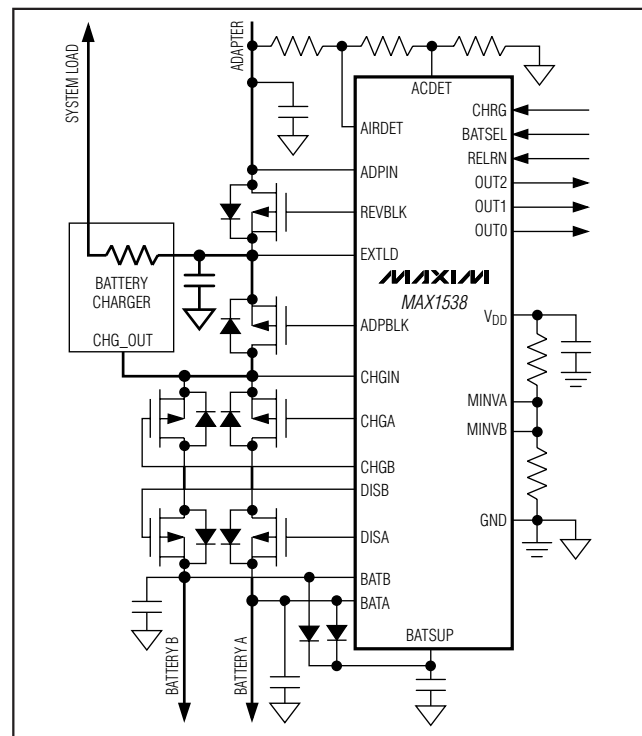 SYSTEM LOAD
ADAPTER
ACDET
AIRDET
CHRG
BATSEL
RELRN
OUT2
OUT1
OUT0
ADPIN
REVBLK
EXTLD
MAXIM
MAX1538
BATTERY
CHARGER
CHG_OUT
ADPBLK
VDD
CHGIN
MINVA
CHGA
MINVB
CHGB
DISB
GND
DISA
BATB
BATA
BATSUP
BATTERY B
BATTERY A